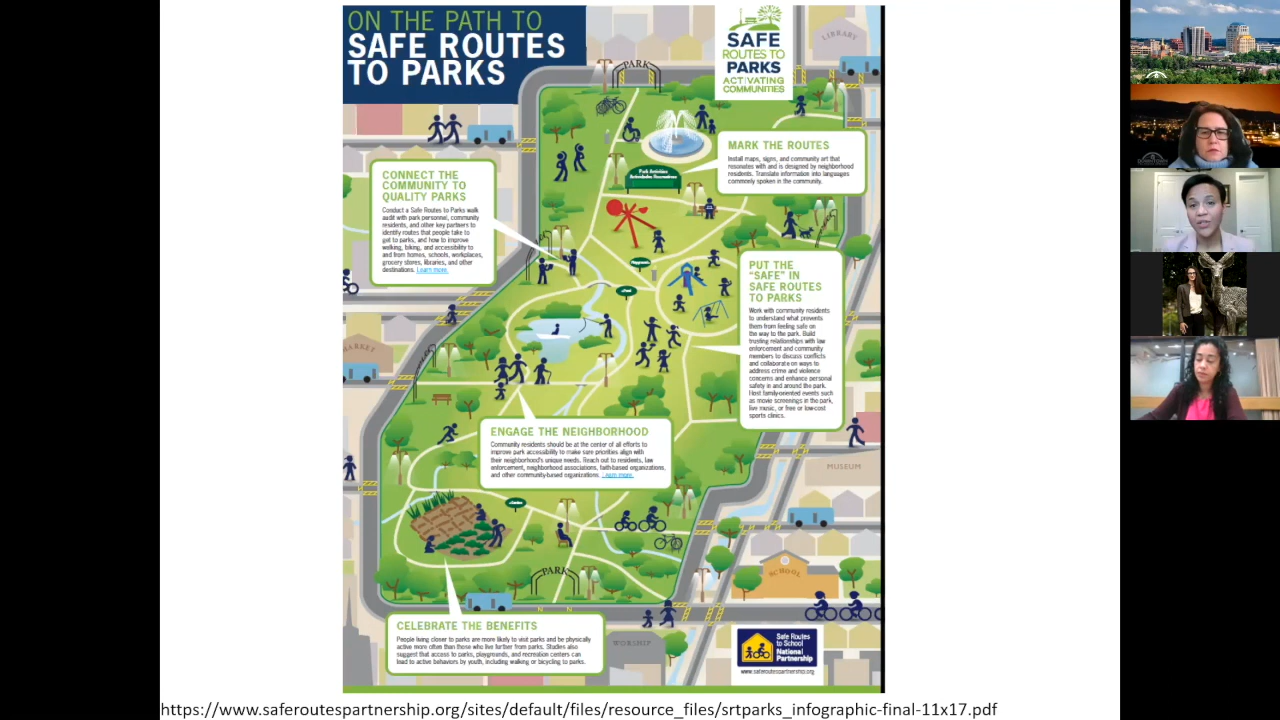 ON THE PATH TO
SAFE ROUTES
TO PARKS
SAFE
ROUTES TO
PARKS
ACTIVATING
COMMUNITIES
LIBRARY
PARK
MARK THE ROUTES
Install maps, signs, and community art that
resonates with and is designed by neighborhood
residents. Translate information into languages
commonly spoken in the community.
Park Activities
Actividades Recreativas
CONNECT THE
COMMUNITY TO
QUALITY PARKS
Conduct a Safe Routes to Parks walk
audit with park personnel, community
residents, and other key partners to
identify routes that people take to
get to parks, and how to improve
walking, biking, and accessibility to
and from homes, schools, workplaces,
grocery stores, libraries, and other
destinations. Learn more.
Playground
PUT THE
"SAFE" IN
SAFE ROUTES
TO PARKS
Work with community residents
to understand what prevents
them from feeling safe on
the way to the park. Build
trusting relationships with law
enforcement and community
members to discuss conflicts
and collaborate on ways to
address crime and violence
concerns and enhance personal
safety in and around the park.
Host family-oriented events such
as movie screenings in the park,
live music, or free or low-cost
sports clinics.
MARKET
ENGAGE THE NEIGHBORHOOD
Community residents should be at the center of all efforts to
improve park accessibility to make sure priorities align with
their neighborhood's unique needs. Reach out to residents, law
enforcement, neighborhood associations, faith-based organizations,
and other community-based organizations. Learn more.
MUSEUM
Garden
SCHOOL
PARK
CELEBRATE THE BENEFITS
People living closer to parks are more likely to visit parks and be physically
active more often than those who live further from parks. Studies also
suggest that access to parks, playgrounds, and recreation centers can
lead to active behaviors by youth, including walking or bicycling to parks.
WORSHIP
Safe Routes
to School
National
Partnership
www.saferoutespartnership.org
https://www.saferoutespartnership.org/sites/default/files/resource_files/srtparks_infographic-final-11x17.pdf